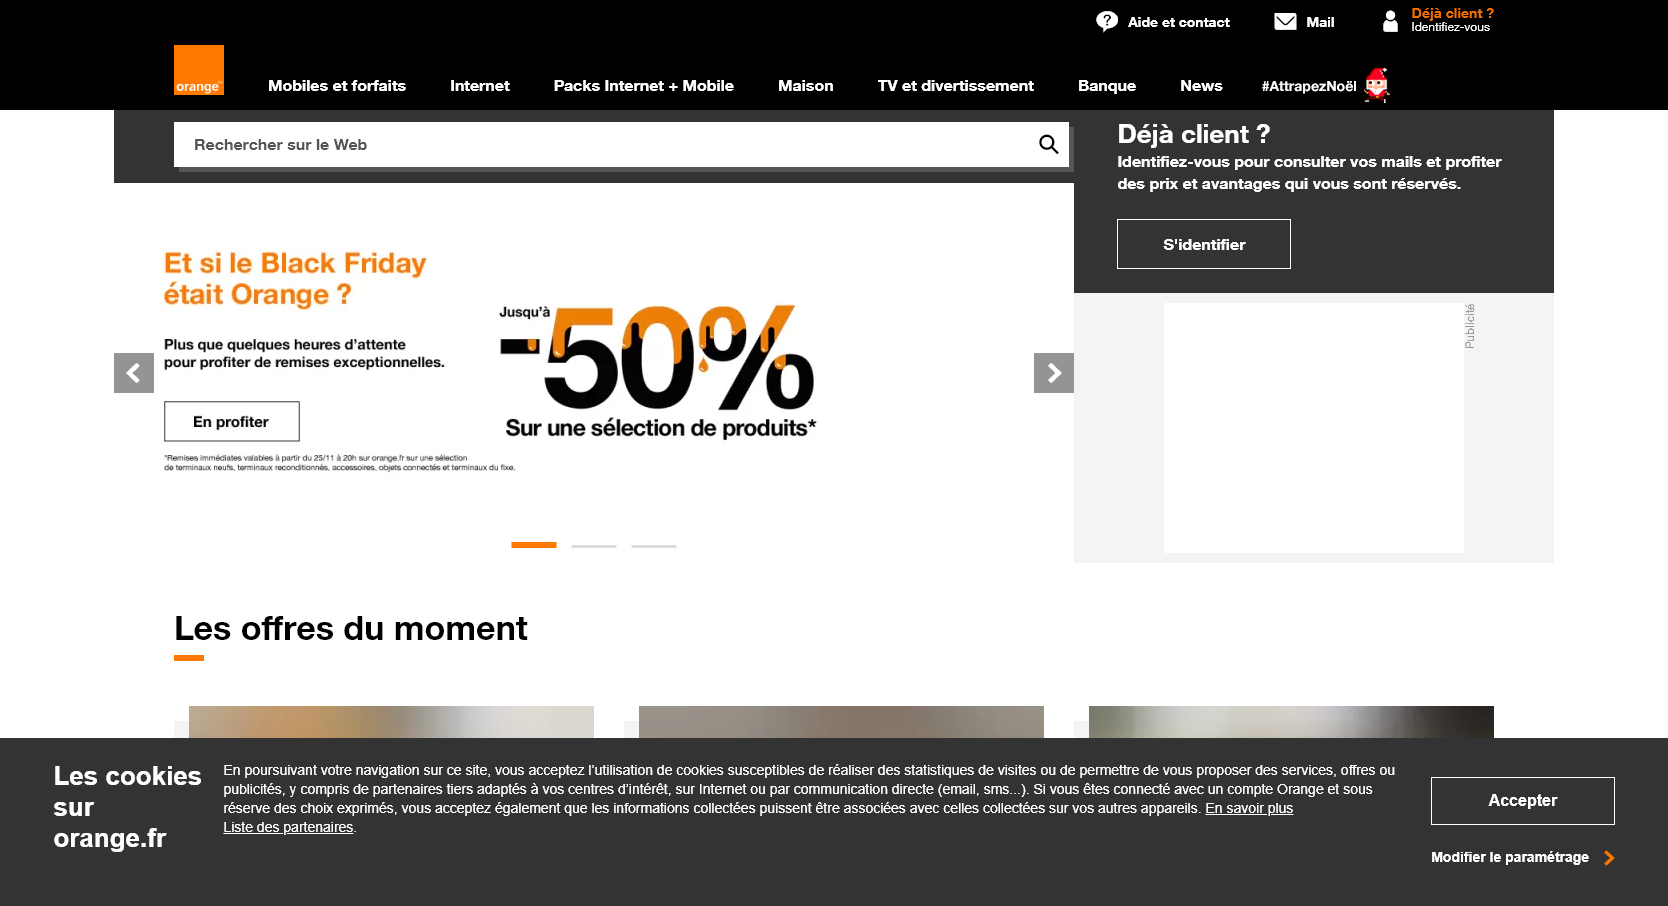 Aide et contact
Mail
Déjà client ?
Identifiez-vous
orange™
Mobiles et forfaits
Internet
Packs Internet + Mobile
Maison
TV et divertissement
Banque
News
#AttrapezNoël
Rechercher sur le Web
Déjà client ?
Identifiez-vous pour consulter vos mails et profiter
des prix et avantages qui vous sont réservés.
S'identifier
Et si le Black Friday
était Orange ?
Plus que quelques heures d'attente
pour profiter de remises exceptionnelles.
En profiter
Jusqu'à
-50%
Sur une sélection de produits*
*Remises immédiates valables à partir du 25/11 à 20h sur orange.fr sur une sélection
de terminaux neufs, terminaux reconditionnés, accessoires, objets connectés et terminaux du fixe.
Publicité
Les offres du moment
Les cookies
sur
orange.fr
En poursuivant votre navigation sur ce site, vous acceptez l'utilisation de cookies susceptibles de réaliser des statistiques de visites ou de permettre de vous proposer des services, offres ou
publicités, y compris de partenaires tiers adaptés à vos centres d'intérêt, sur Internet ou par communication directe (email, sms...). Si vous êtes connecté avec un compte Orange et sous
réserve des choix exprimés, vous acceptez également que les informations collectées puissent être associées avec celles collectées sur vos autres appareils. En savoir plus
Liste des partenaires.
Accepter
Modifier le paramétrage